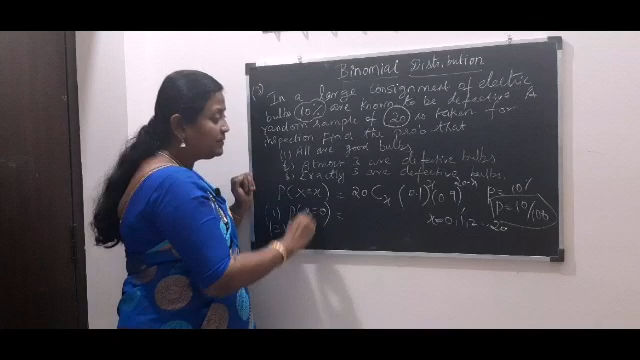 Binomial Distribution
(3) In a large consignment of electric
bulbs 10% are known to be defective A
random sample of 20 is taken for
inspection Find the prob that
(i) All are good bulbs
ii) Atmost 3 are defective bulbs
iii) Exactly 3 are defective bulbs
P(X=x) = 20Cx (0.1)^x (0.9)^20-x
p = 10%
p = 10/100
(i) P(X=0) =
x=0,1,2...20